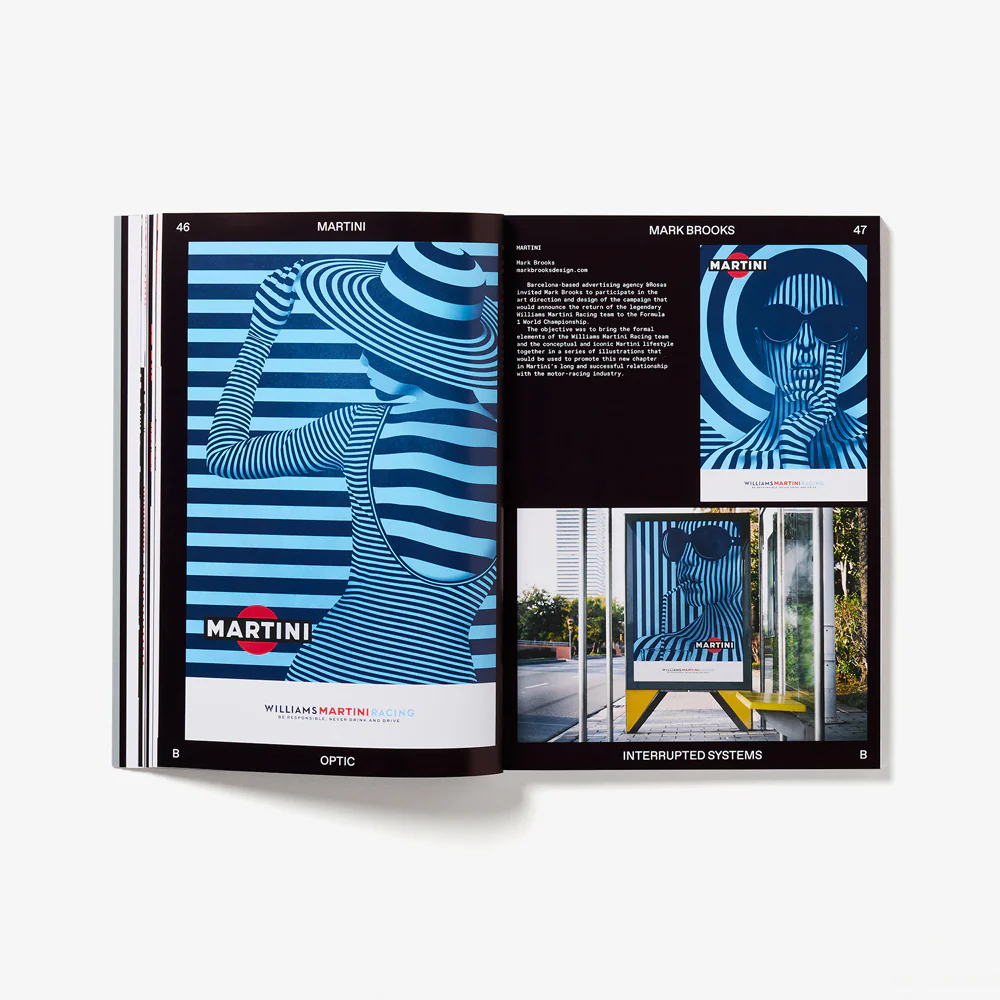 46
MARTINI
MARTINI
WILLIAMS MARTINI RACING
BE RESPONSIBLE, NEVER DRINK AND DRIVE
B
OPTIC
MARK BROOKS
47
MARTINI
Mark Brooks
markbrooksdesign.com
Barcelona-based advertising agency &Rosas
invited Mark Brooks to participate in the
art direction and design of the campaign that
would announce the return of the legendary
Williams Martini Racing team to the Formula
1 World Championship.
The objective was to bring the formal
elements of the Williams Martini Racing team
and the conceptual and iconic Martini lifestyle
together in a series of illustrations that
would be used to promote this new chapter
in Martini's long and successful relationship
with the motor-racing industry.
MARTINI
WILLIAMS MARTINI RACING
BE RESPONSIBLE, NEVER DRINK AND DRIVE
MARTINI
WILLIAMS MARTINI RACING
INTERRUPTED SYSTEMS
B